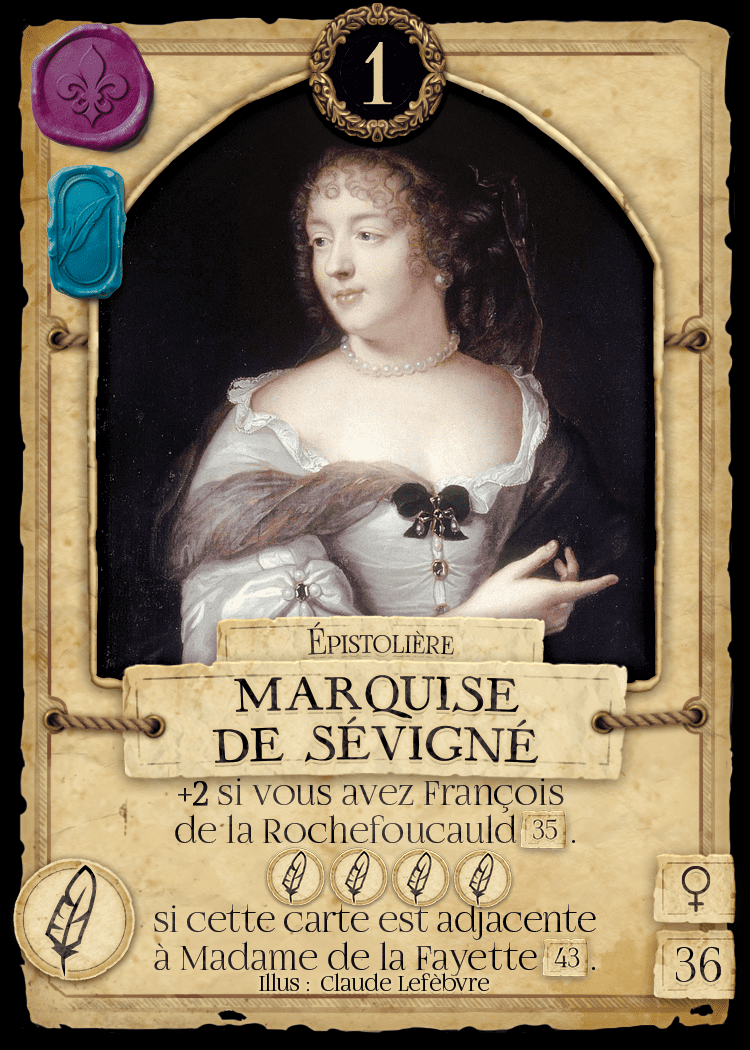 1
Épistolière
MARQUISE
DE SÉVIGNÉ
+2 si vous avez François
de la Rochefoucauld 35 .
si cette carte est adjacente
à Madame de la Fayette 43 .
Illus : Claude Lefèbvre
♀
36